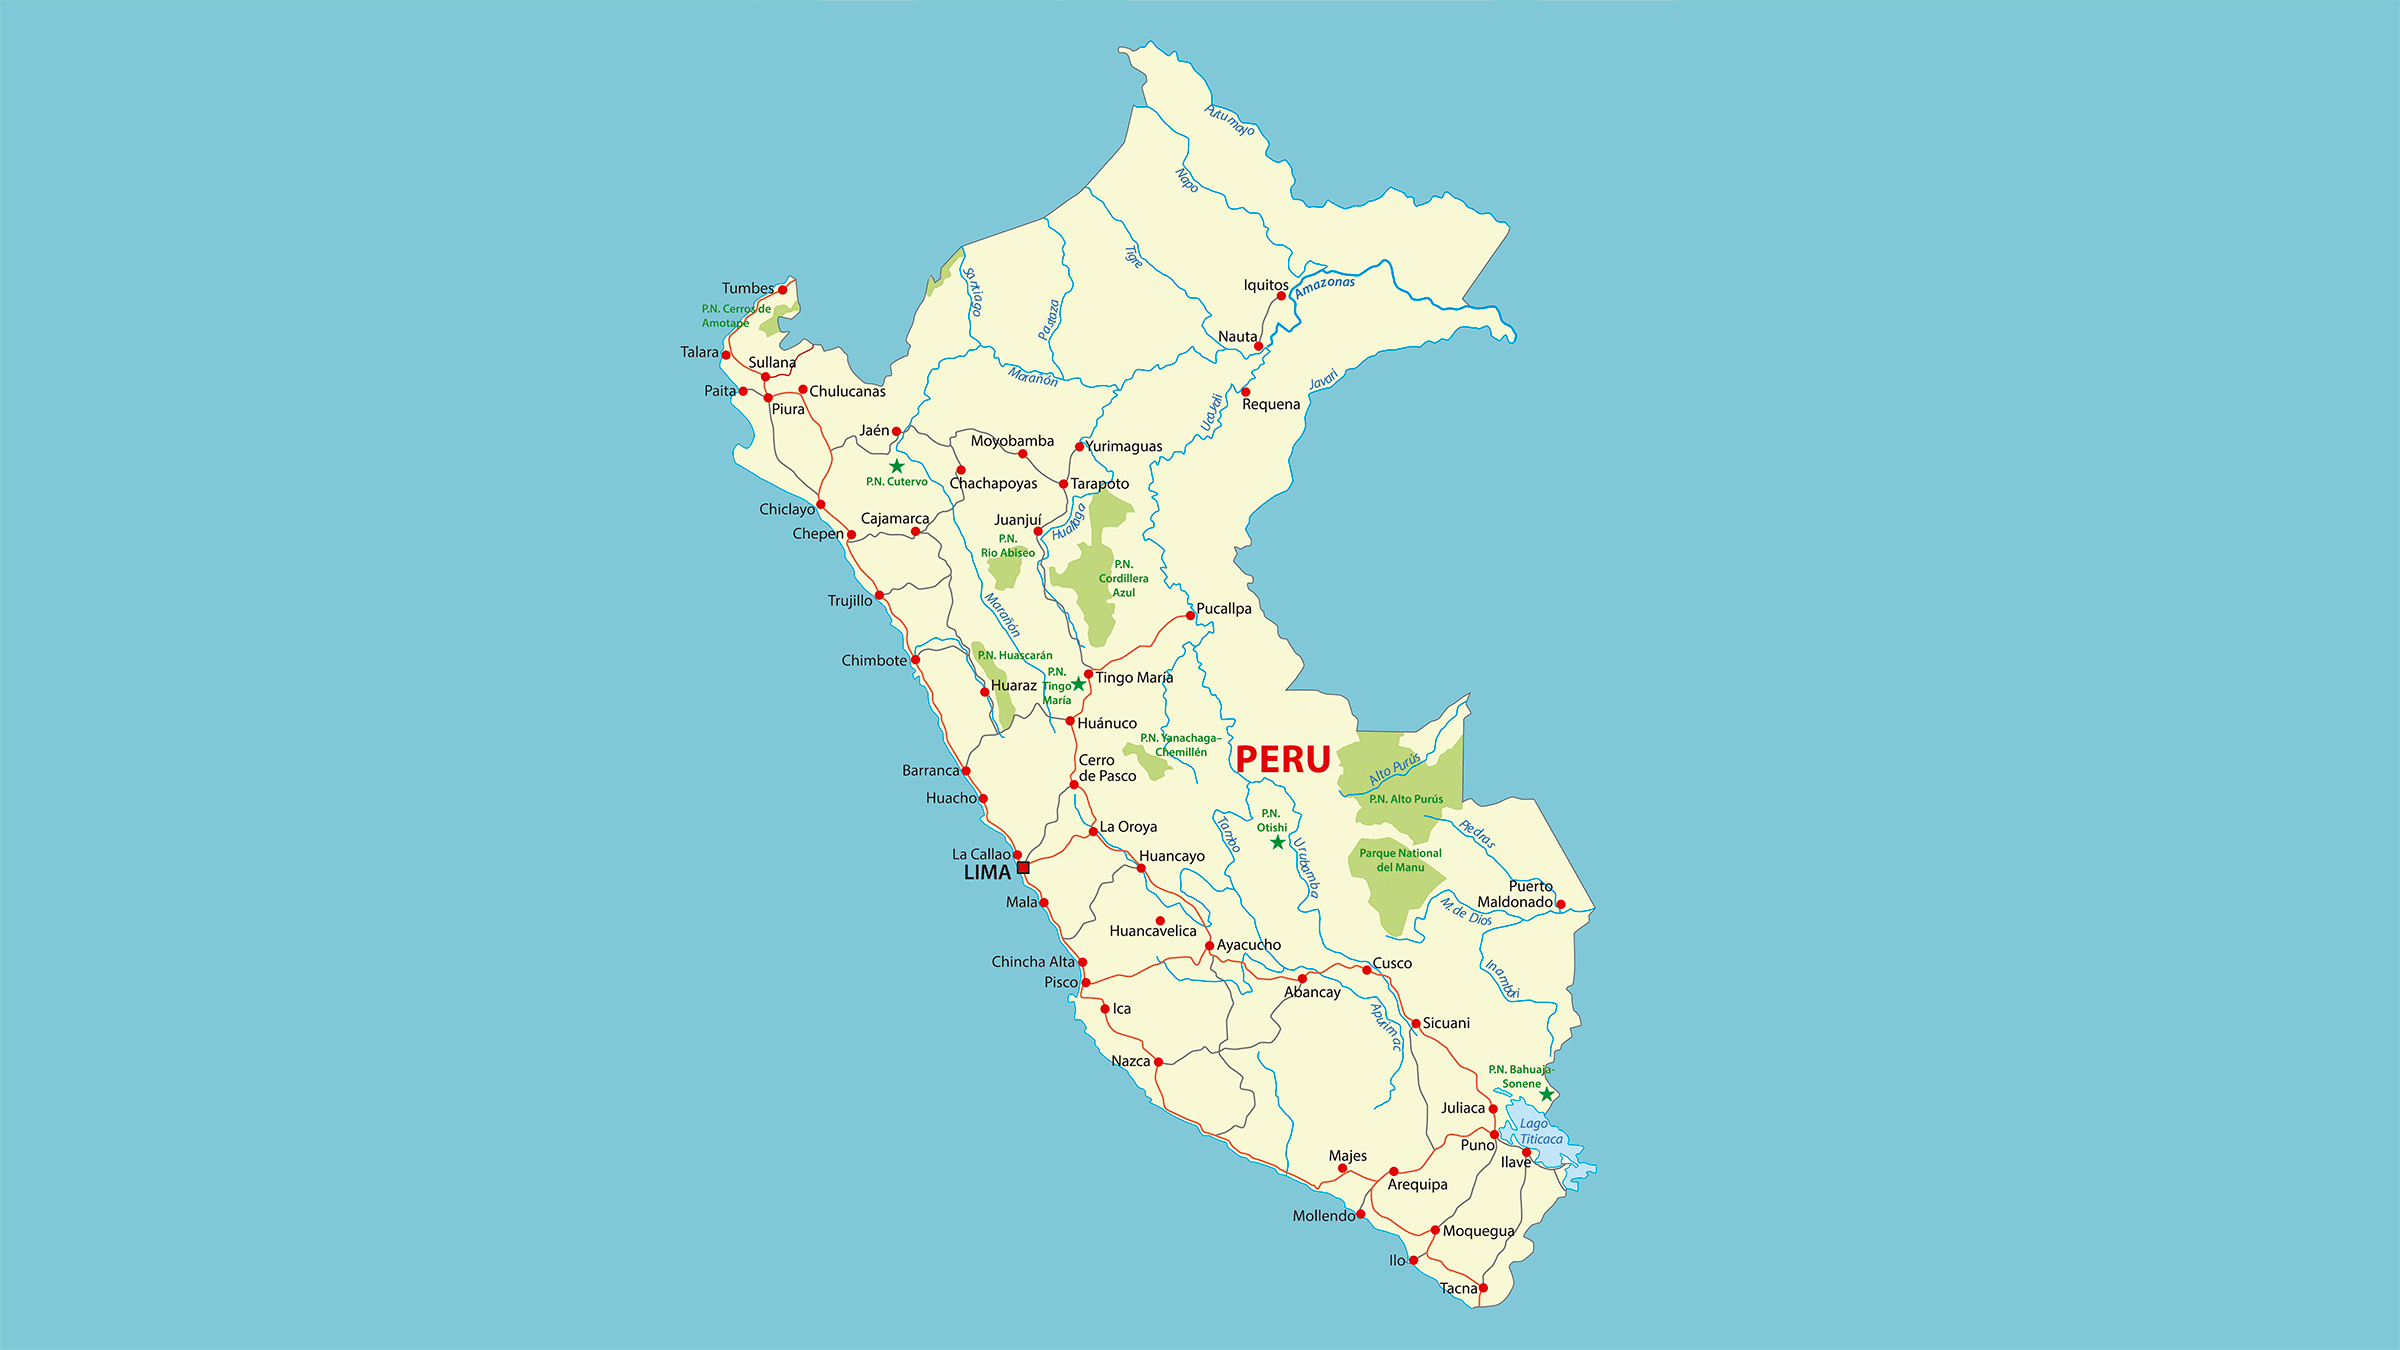 Putumayo
Napo
Tigre
Santiago
Pastaza
Iquitos
Amazonas
Tumbes
P.N. Cerros de
Amotape
Nauta
Talara
Sullana
Marañón
Javari
Paita
Chulucanas
Piura
Ucayali
Requena
Jaén
Moyobamba
Yurimaguas
P.N. Cutervo
Chachapoyas
Tarapoto
Chiclayo
Cajamarca
Juanjuí
Huallaga
Chepen
P.N.
Rio Abiseo
P.N.
Cordillera
Azul
Trujillo
Marañón
Pucallpa
Chimbote
P.N. Huascarán
Huaraz
P.N.
Tingo
María
Tingo María
Huánuco
P.N. Yanachaga–
Chemillén
PERU
Barranca
Cerro
de Pasco
Alto Purús
Huacho
P.N. Alto Purús
La Oroya
Tambo
P.N.
Otishi
Urubamba
Piedras
La Callao
LIMA
Huancayo
Parque National
del Manu
Mala
Puerto
Maldonado
M. de Dios
Huancavelica
Ayacucho
Chincha Alta
Pisco
Cusco
Abancay
Inambari
Ica
Apurimac
Sicuani
Nazca
P.N. Bahuaja-
Sonene
Juliaca
Lago
Titicaca
Puno
Ilave
Majes
Arequipa
Mollendo
Moquegua
Ilo
Tacna